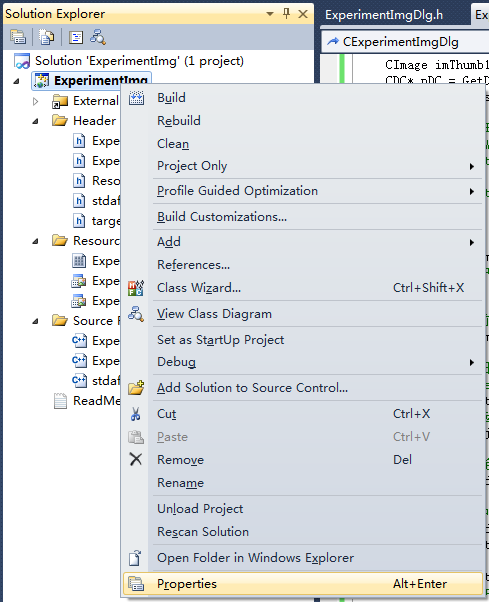 Solution Explorer
ExperimentImgDlg.h
CExperimentImgDlg
Solution 'ExperimentImg' (1 project)
CImage imThumb1
ExperimentImg
CDC* pDC = GetD
External
Header
Expe
Expe
Reso
stdaf
targe
Resourc
Expe
Expe
Expe
Source F
Expe
Expe
stdaf
ReadMe
Build
Rebuild
Clean
Project Only
Profile Guided Optimization
Build Customizations...
Add
References...
Class Wizard... Ctrl+Shift+X
View Class Diagram
Set as StartUp Project
Debug
Add Solution to Source Control...
Cut Ctrl+X
Paste Ctrl+V
Remove Del
Rename
Unload Project
Rescan Solution
Open Folder in Windows Explorer
Properties Alt+Enter